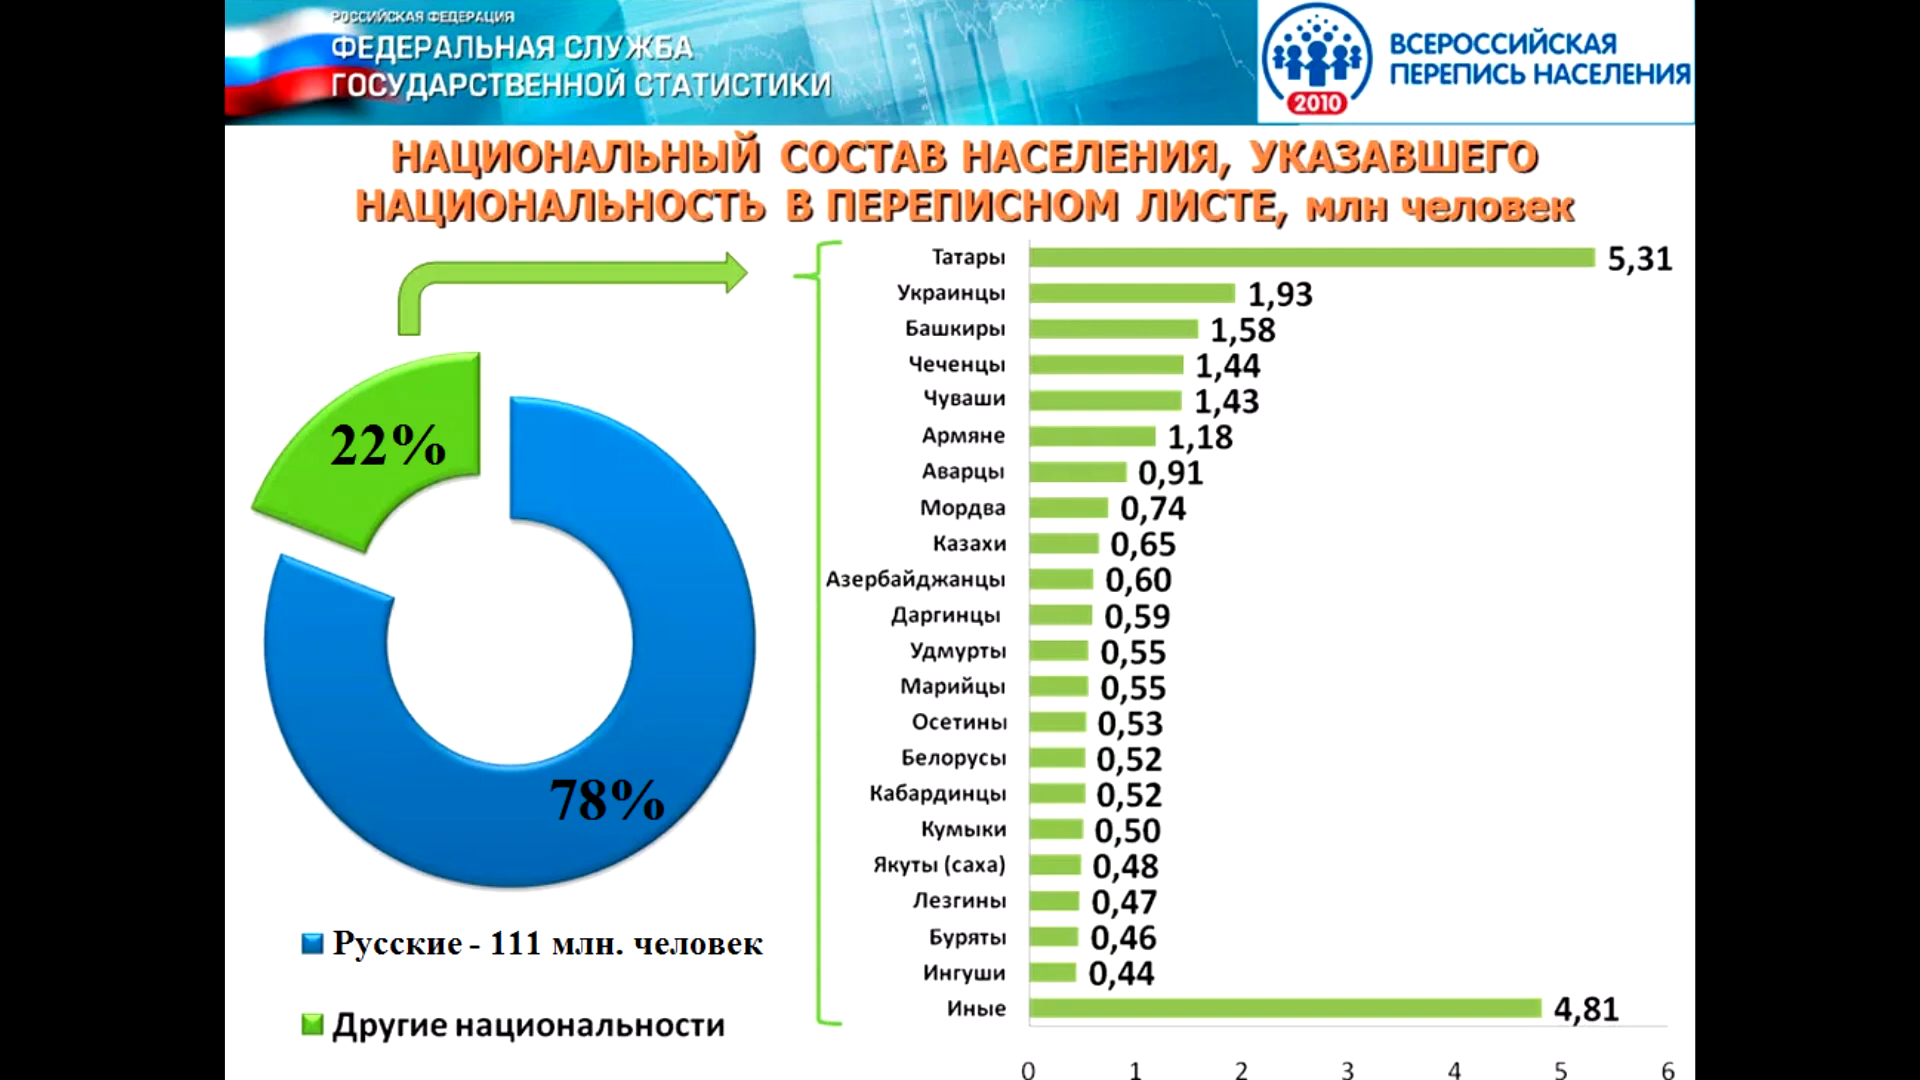 РОССИЙСКАЯ ФЕДЕРАЦИЯ
ФЕДЕРАЛЬНАЯ СЛУЖБА
ГОСУДАРСТВЕННОЙ СТАТИСТИКИ
2010
ВСЕРОССИЙСКАЯ
ПЕРЕПИСЬ НАСЕЛЕНИЯ
НАЦИОНАЛЬНЫЙ СОСТАВ НАСЕЛЕНИЯ, УКАЗАВШЕГО
НАЦИОНАЛЬНОСТЬ В ПЕРЕПИСНОМ ЛИСТЕ, млн человек
22%
78%
Русские - 111 млн. человек
Другие национальности
Татары 5,31
Украинцы 1,93
Башкиры 1,58
Чеченцы 1,44
Чуваши 1,43
Армяне 1,18
Аварцы 0,91
Мордва 0,74
Казахи 0,65
Азербайджанцы 0,60
Даргинцы 0,59
Удмурты 0,55
Марийцы 0,55
Осетины 0,53
Белорусы 0,52
Кабардинцы 0,52
Кумыки 0,50
Якуты (саха) 0,48
Лезгины 0,47
Буряты 0,46
Ингуши 0,44
Иные 4,81
0 1 2 3 4 5 6